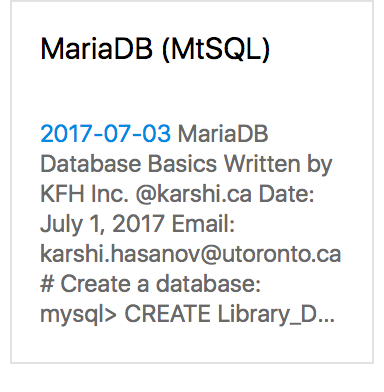 MariaDB (MtSQL)
2017-07-03 MariaDB
Database Basics Written by
KFH Inc. @karshi.ca Date:
July 1, 2017 Email:
karshi.hasanov@utoronto.ca
# Create a database:
mysql> CREATE Library_D...